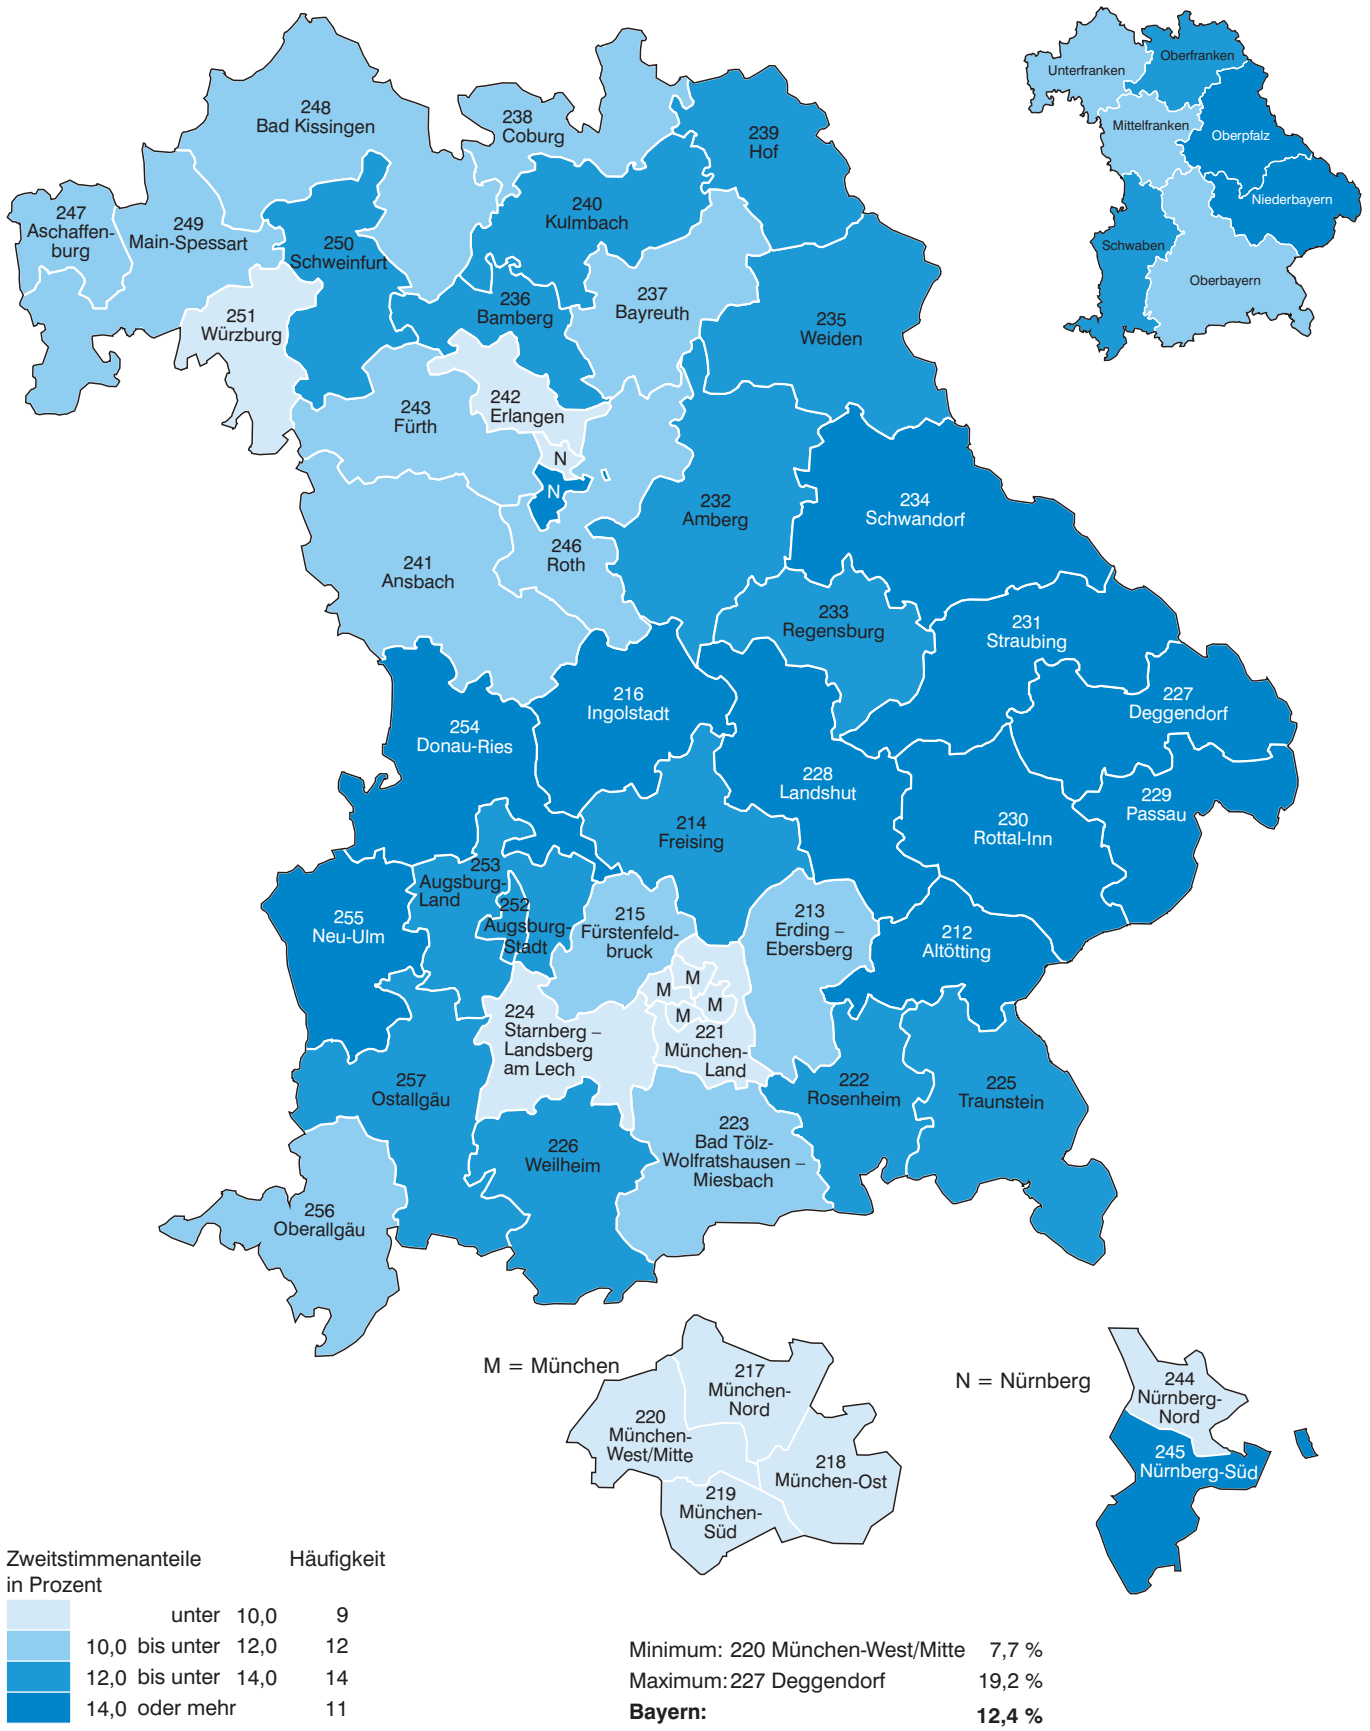 248
Bad Kissingen
238
Coburg
239
Hof
Unterfranken
Oberfranken
Mittelfranken
Oberpfalz
Niederbayern
Schwaben
Oberbayern
247
Aschaffen-
burg
249
Main-Spessart
250
Schweinfurt
240
Kulmbach
251
Würzburg
236
Bamberg
237
Bayreuth
235
Weiden
243
Fürth
242
Erlangen
N
N
232
Amberg
234
Schwandorf
241
Ansbach
246
Roth
233
Regensburg
231
Straubing
216
Ingolstadt
227
Deggendorf
254
Donau-Ries
228
Landshut
229
Passau
214
Freising
230
Rottal-Inn
253
Augsburg-
Land
252
Augsburg-
Stadt
255
Neu-Ulm
215
Fürstenfeld-
bruck
213
Erding –
Ebersberg
212
Altötting
M
M
M
M
224
Starnberg –
Landsberg
am Lech
221
München-
Land
257
Ostallgäu
222
Rosenheim
225
Traunstein
226
Weilheim
223
Bad Tölz-
Wolfratshausen –
Miesbach
256
Oberallgäu
M = München
217
München-
Nord
220
München-
West/Mitte
218
München-Ost
219
München-
Süd
N = Nürnberg
244
Nürnberg-
Nord
245
Nürnberg-Süd
Zweitstimmenanteile Häufigkeit
in Prozent
unter 10,0 9
10,0 bis unter 12,0 12
12,0 bis unter 14,0 14
14,0 oder mehr 11
Minimum: 220 München-West/Mitte 7,7 %
Maximum: 227 Deggendorf 19,2 %
Bayern: 12,4 %